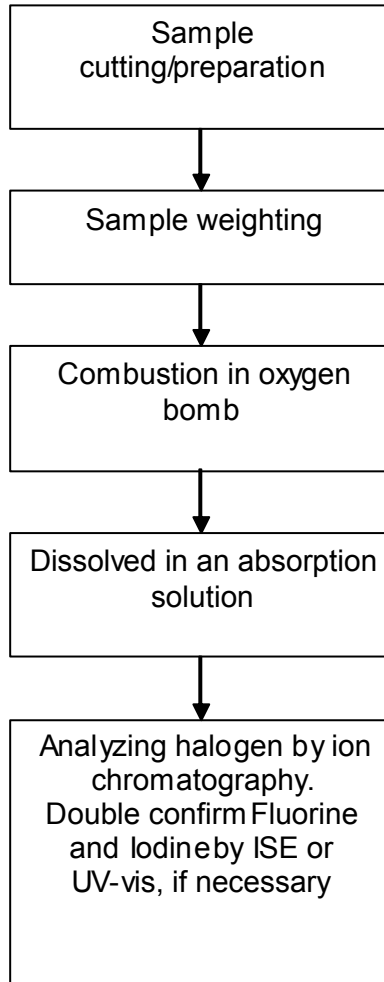 Sample
cutting/preparation
Sample weighting
Combustion in oxygen
bomb
Dissolved in an absorption
solution
Analyzing halogen by ion
chromatography.
Double confirm Fluorine
and Iodine by ISE or
UV-vis, if necessary